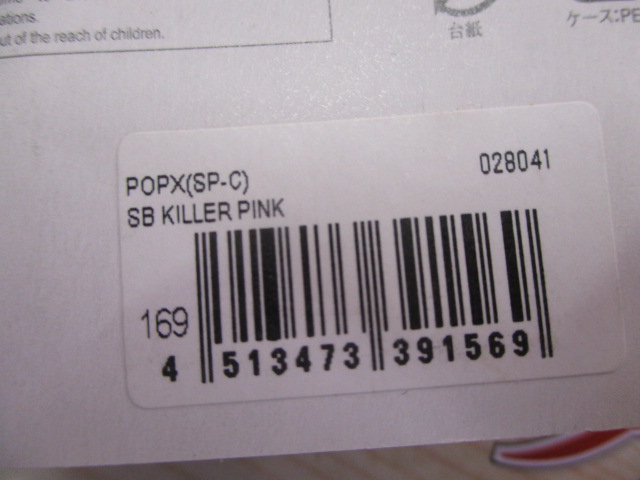 ations.
out of the reach of children.
台紙
ケース:PE
POPX(SP-C)
028041
SB KILLER PINK
169
4 513473 391569